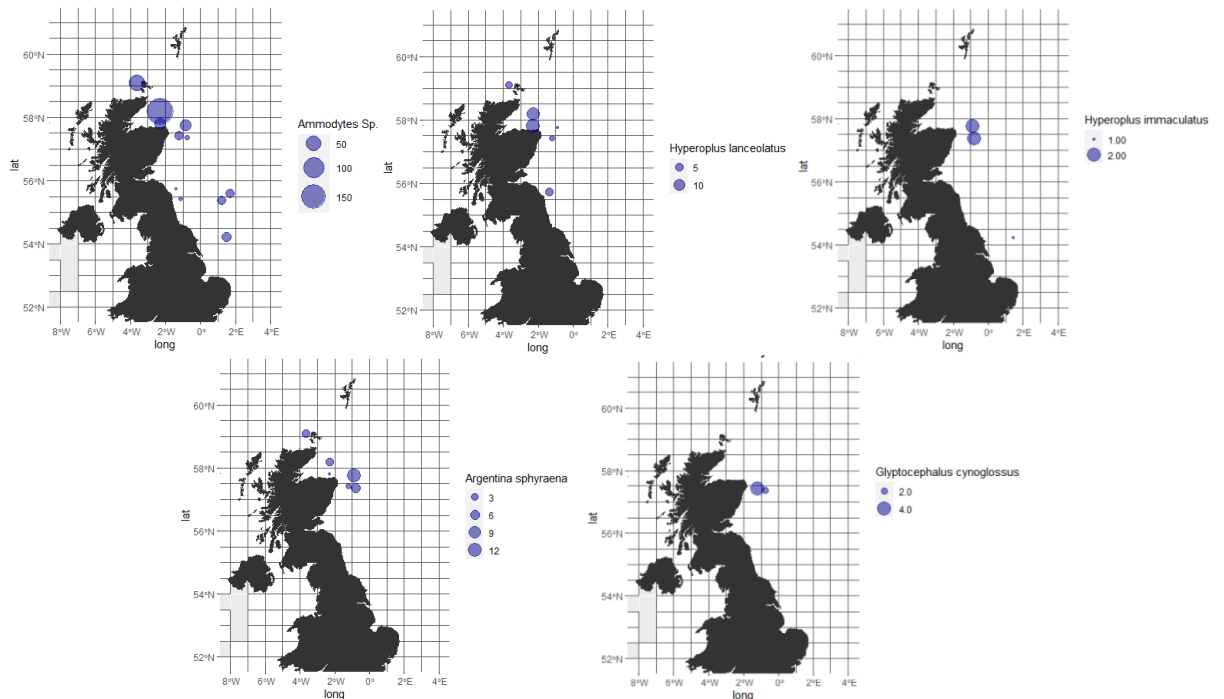 60°N
58°N
56°N
54°N
52°N
lat
8°W 6°W 4°W 2°W 0° 2°E 4°E
long
Ammodytes Sp.
50
100
150
60°N
58°N
56°N
54°N
52°N
lat
8°W 6°W 4°W 2°W 0° 2°E 4°E
long
Hyperoplus lanceolatus
5
10
60°N
58°N
56°N
54°N
52°N
lat
8°W 6°W 4°W 2°W 0° 2°E 4°E
long
Hyperoplus immaculatus
1.00
2.00
60°N
58°N
56°N
54°N
52°N
lat
8°W 6°W 4°W 2°W 0° 2°E 4°E
long
Argentina sphyraena
3
6
9
12
60°N
58°N
56°N
54°N
52°N
lat
8°W 6°W 4°W 2°W 0° 2°E 4°E
long
Glyptocephalus cynoglossus
2.0
4.0